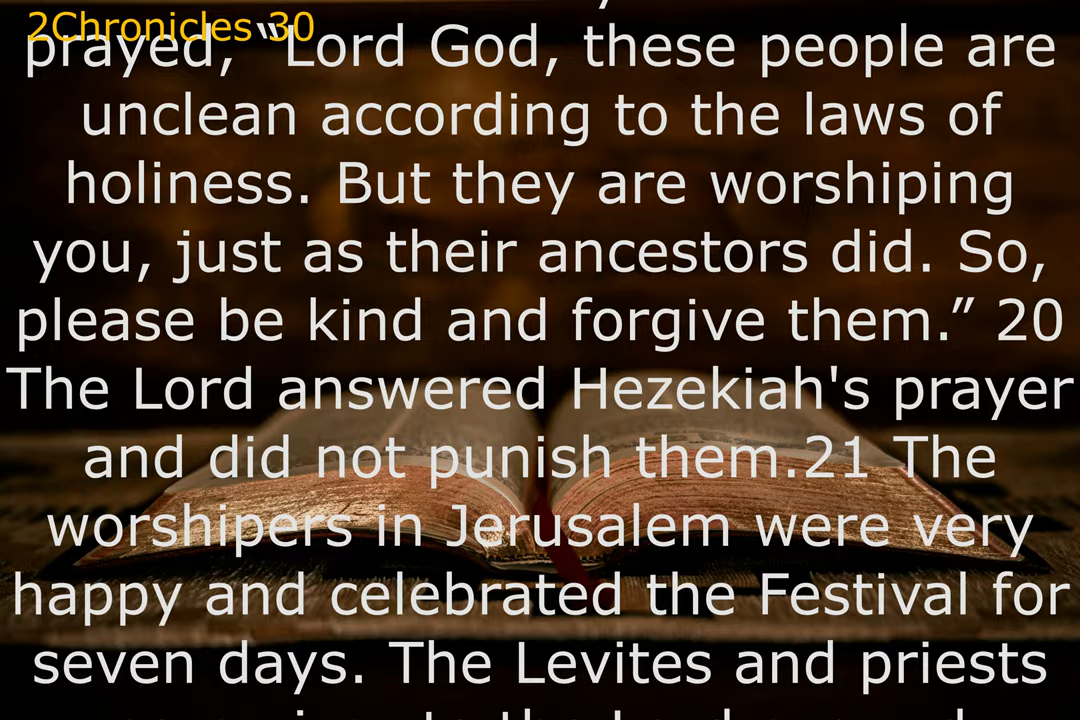 2Chronicles 30
prayed, “Lord God, these people are
unclean according to the laws of
holiness. But they are worshiping
you, just as their ancestors did. So,
please be kind and forgive them.” 20
The Lord answered Hezekiah's prayer
and did not punish them.21 The
worshipers in Jerusalem were very
happy and celebrated the Festival for
seven days. The Levites and priests